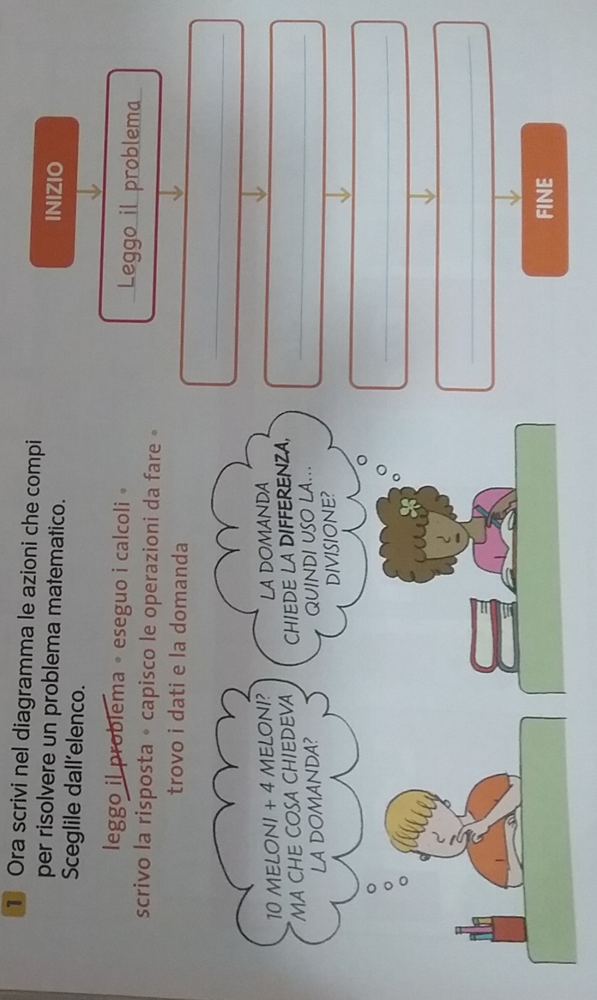 1 Ora scrivi nel diagramma le azioni che compi
per risolvere un problema matematico.
Sceglile dall'elenco.
leggo il problema • eseguo i calcoli •
scrivo la risposta • capisco le operazioni da fare •
trovo i dati e la domanda
10 MELONI + 4 MELONI?
MA CHE COSA CHIEDEVA
LA DOMANDA?
LA DOMANDA
CHIEDE LA DIFFERENZA,
QUINDI USO LA...
DIVISIONE?
INIZIO
Leggo il problema
FINE